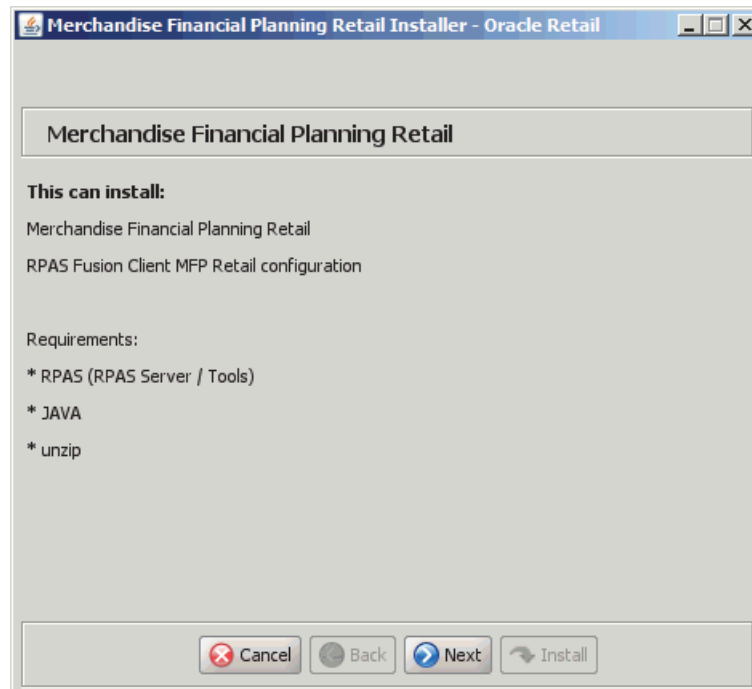 Merchandise Financial Planning Retail Installer - Oracle Retail
Merchandise Financial Planning Retail
This can install:
Merchandise Financial Planning Retail
RPAS Fusion Client MFP Retail configuration
Requirements:
* RPAS (RPAS Server / Tools)
* JAVA
* unzip
Cancel Back Next Install